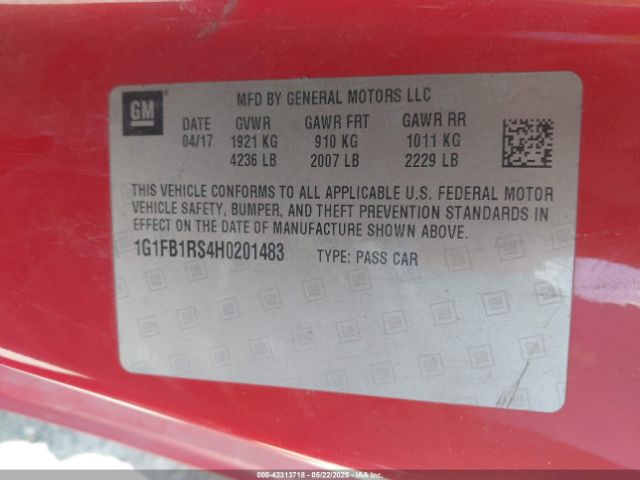 GM
MFD BY GENERAL MOTORS LLC
DATE GVWR GAWR FRT GAWR RR
04/17 1921 KG 910 KG 1011 KG
4236 LB 2007 LB 2229 LB
THIS VEHICLE CONFORMS TO ALL APPLICABLE U.S. FEDERAL MOTOR
VEHICLE SAFETY, BUMPER, AND THEFT PREVENTION STANDARDS IN
EFFECT ON THE DATE OF MANUFACTURE SHOWN ABOVE.
1G1FB1RS4H0201483 TYPE: PASS CAR
000-42313718 - 05/22/2025 - COPYRIGHT IAA, LLC.